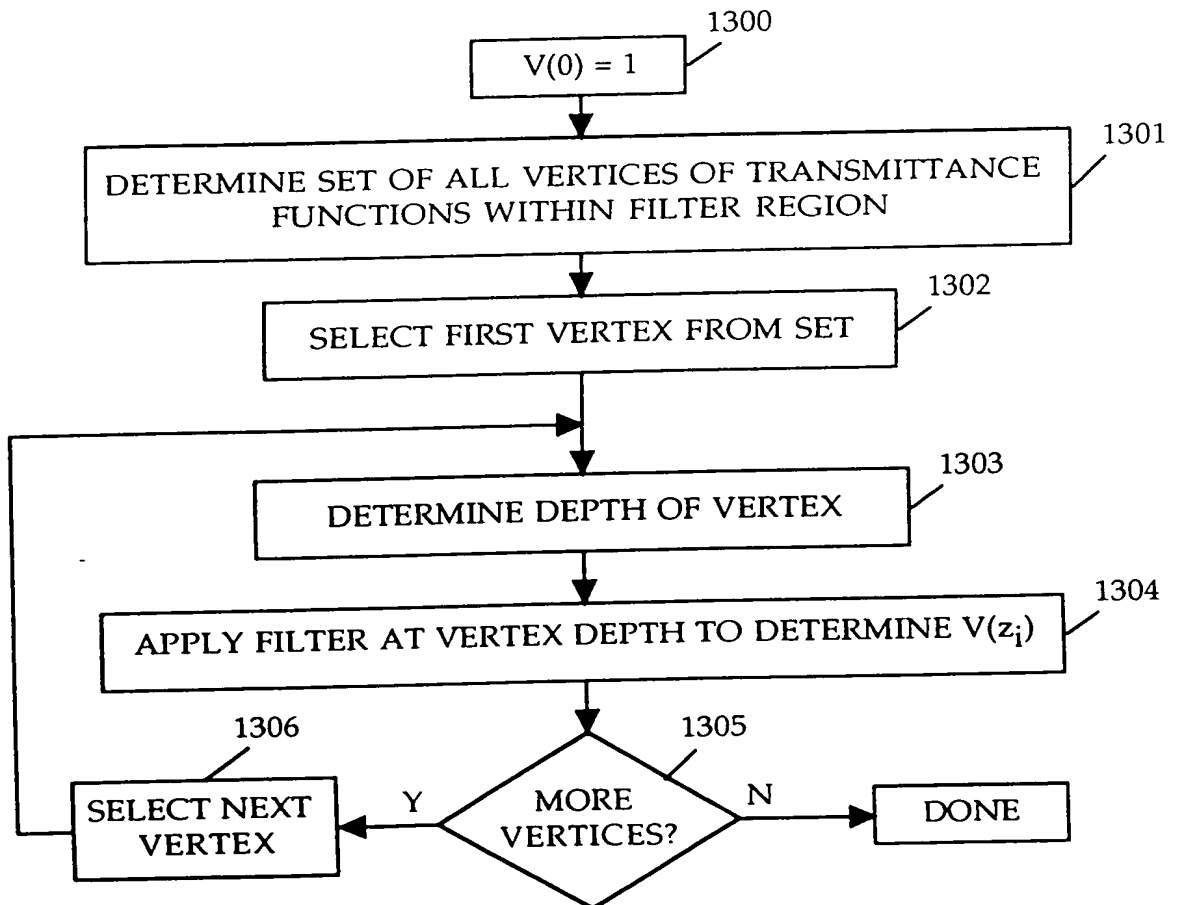 1300
V(0) = 1
1301
DETERMINE SET OF ALL VERTICES OF TRANSMITTANCE
FUNCTIONS WITHIN FILTER REGION
1302
SELECT FIRST VERTEX FROM SET
1303
DETERMINE DEPTH OF VERTEX
1304
APPLY FILTER AT VERTEX DEPTH TO DETERMINE V(zᵢ)
1306
1305
SELECT NEXT
VERTEX
Y
MORE
VERTICES?
N
DONE